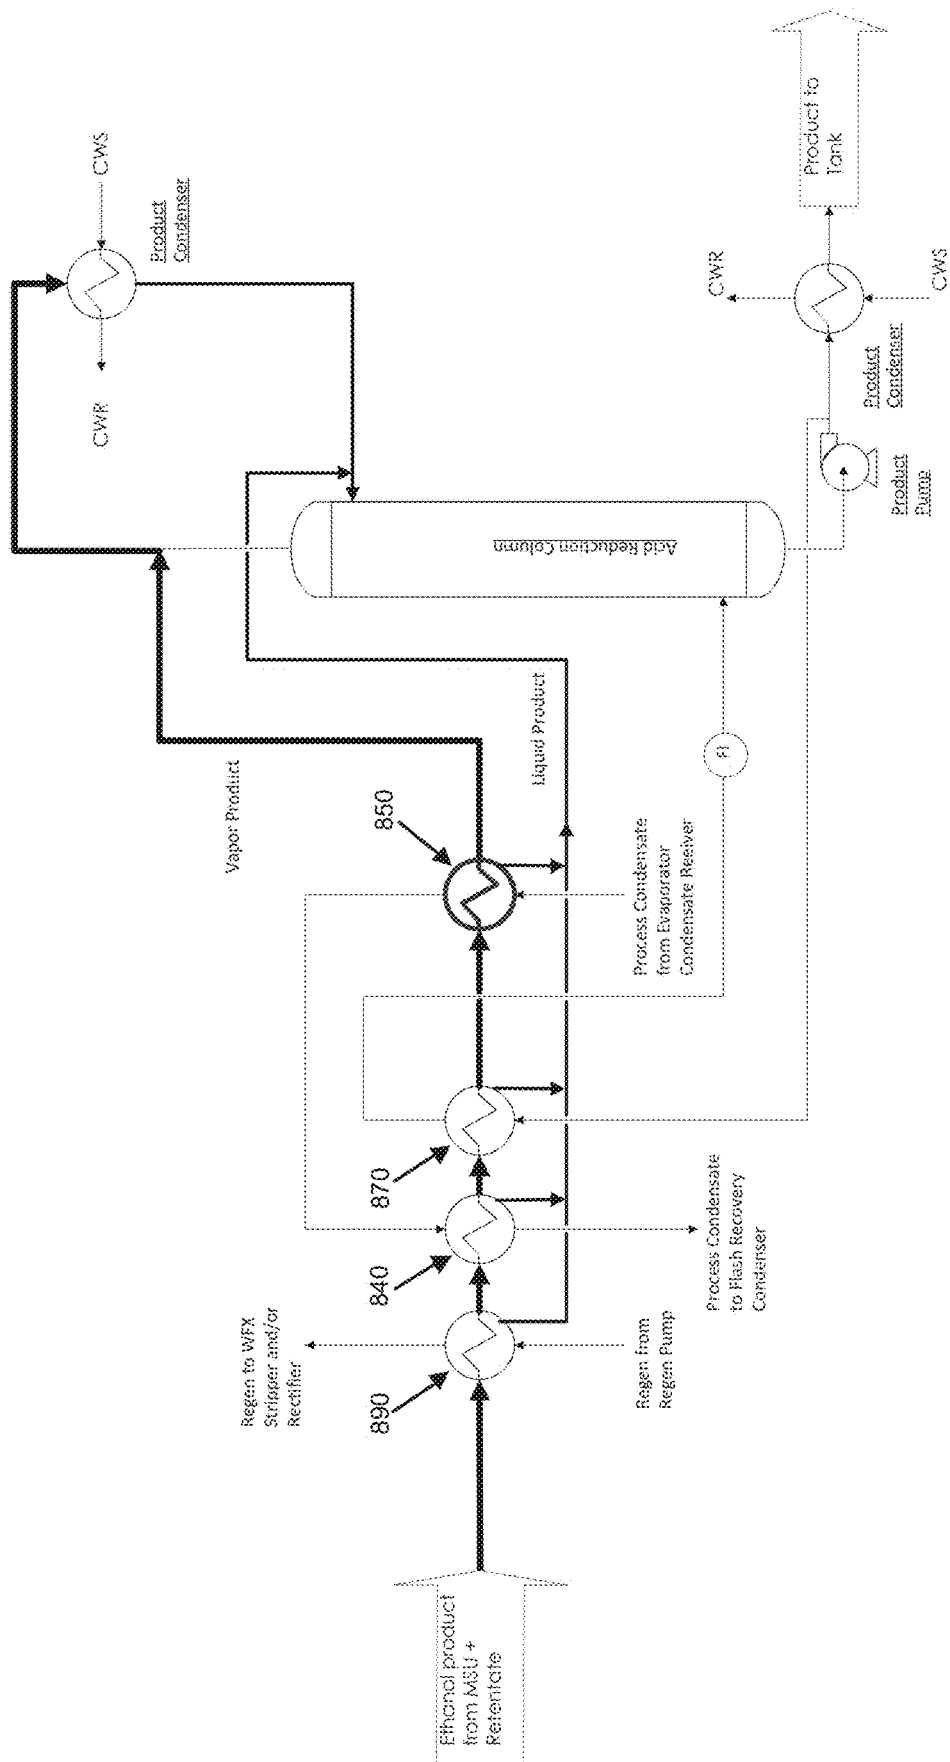 Ethanol product
from MSU +
Retentate
890
Regen to WFX
Stripper and/or
Rectifier
Regen from
Regen Pump
840
Process Condensate
to Flash Recovery
Condenser
870
850
Process Condensate
from Evaporator
Condensate Reeiver
Vapor Product
Liquid Product
FI
Acid Reduction Column
CWR
CWS
Product
Condenser
Product
Pump
Product
Condenser
CWR
CWS
Product to
Tank